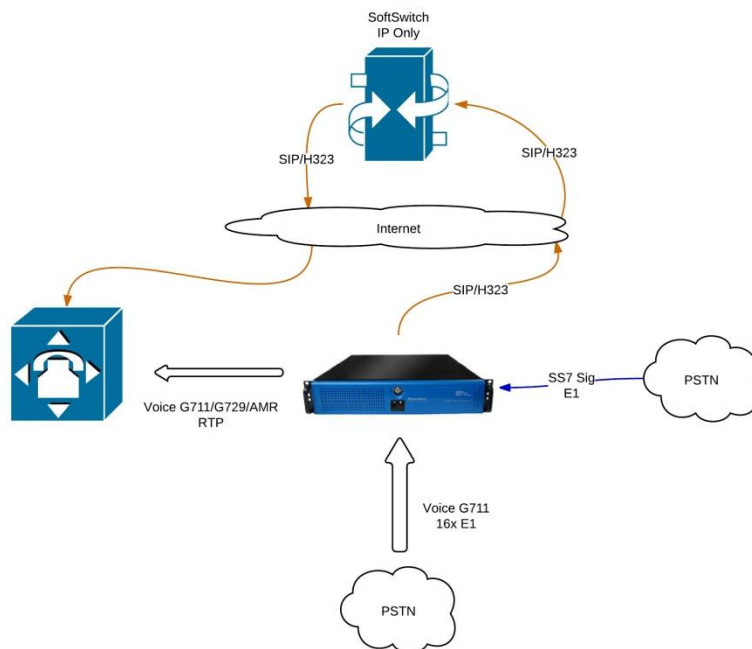 SoftSwitch
IP Only
SIP/H323
SIP/H323
Internet
SIP/H323
SS7 Sig
E1
PSTN
Voice G711/G729/AMR
RTP
Voice G711
16x E1
PSTN